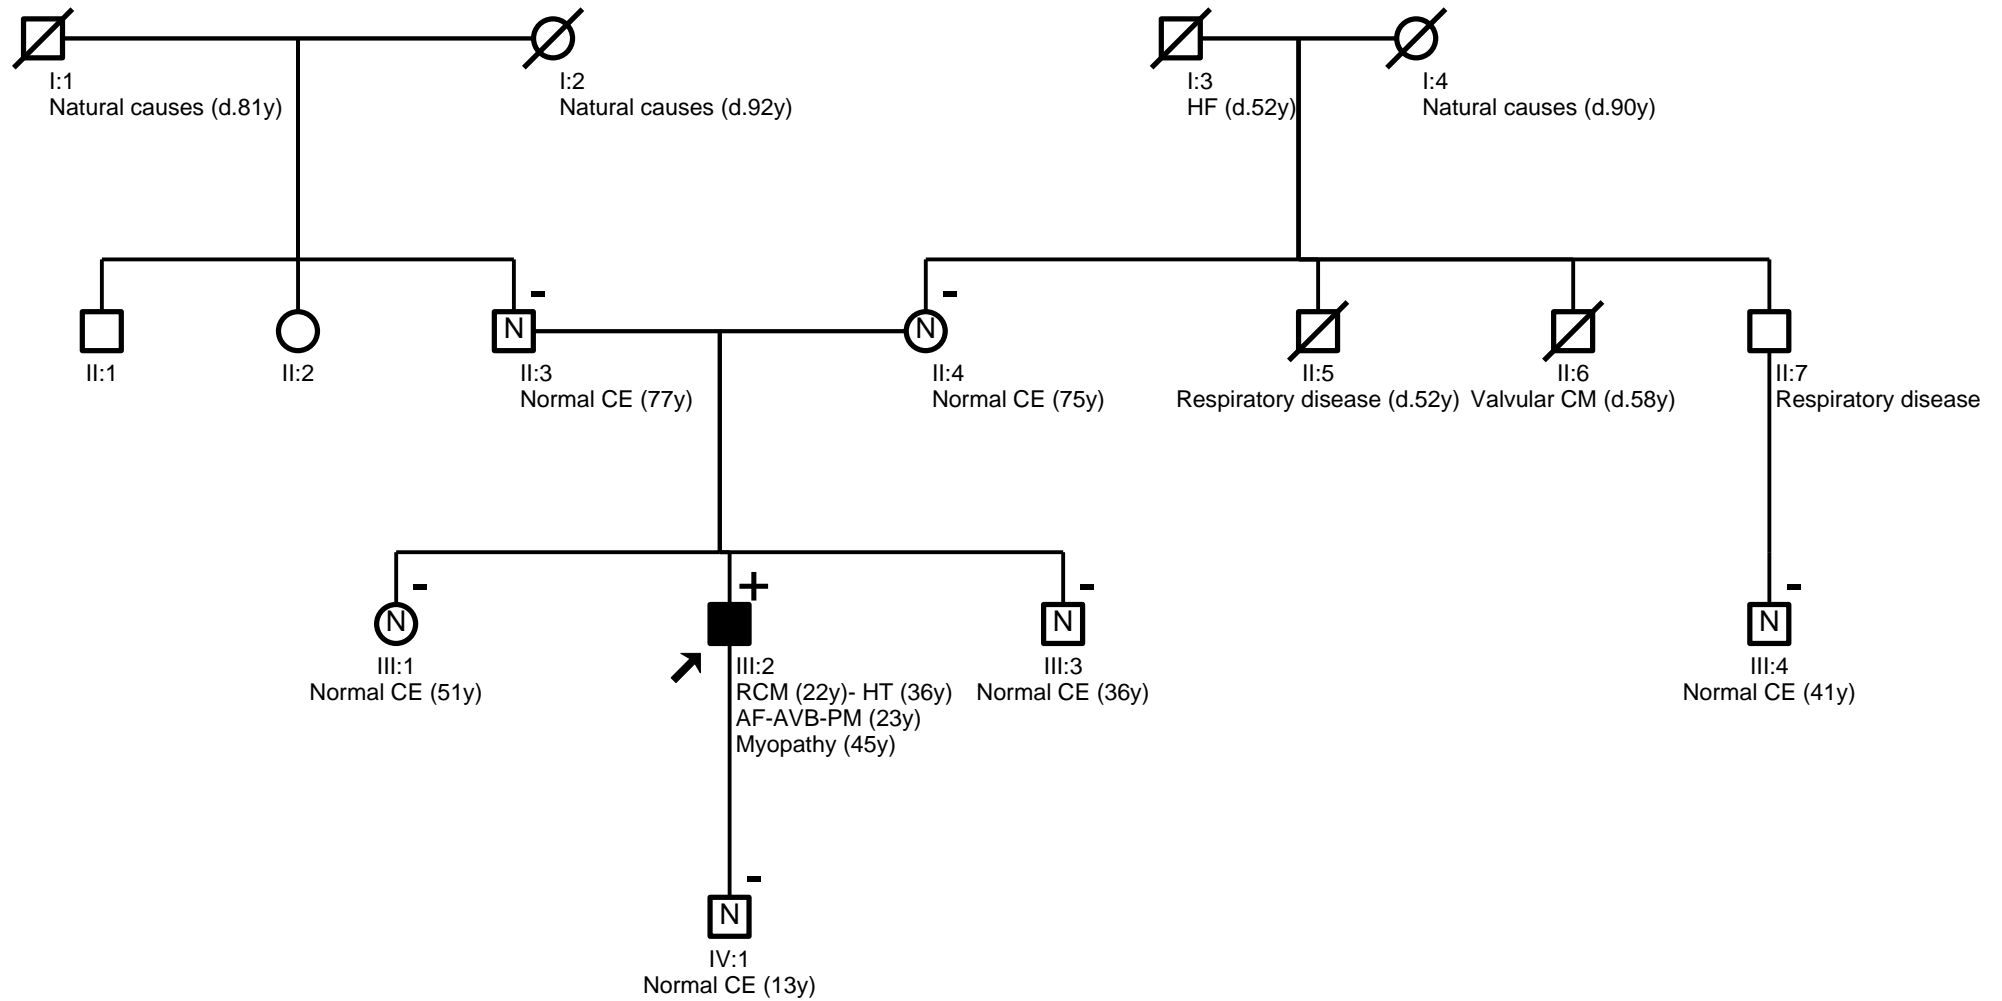 I:1
Natural causes (d.81y)
I:2
Natural causes (d.92y)
I:3
HF (d.52y)
I:4
Natural causes (d.90y)
-
-
N
N
II:1
II:2
II:3
Normal CE (77y)
II:4
Normal CE (75y)
II:5
Respiratory disease (d.52y)
II:6
Valvular CM (d.58y)
II:7
Respiratory disease
-
+
-
-
N
N
N
III:1
Normal CE (51y)
III:2
RCM (22y)- HT (36y)
AF-AVB-PM (23y)
Myopathy (45y)
III:3
Normal CE (36y)
III:4
Normal CE (41y)
-
N
IV:1
Normal CE (13y)